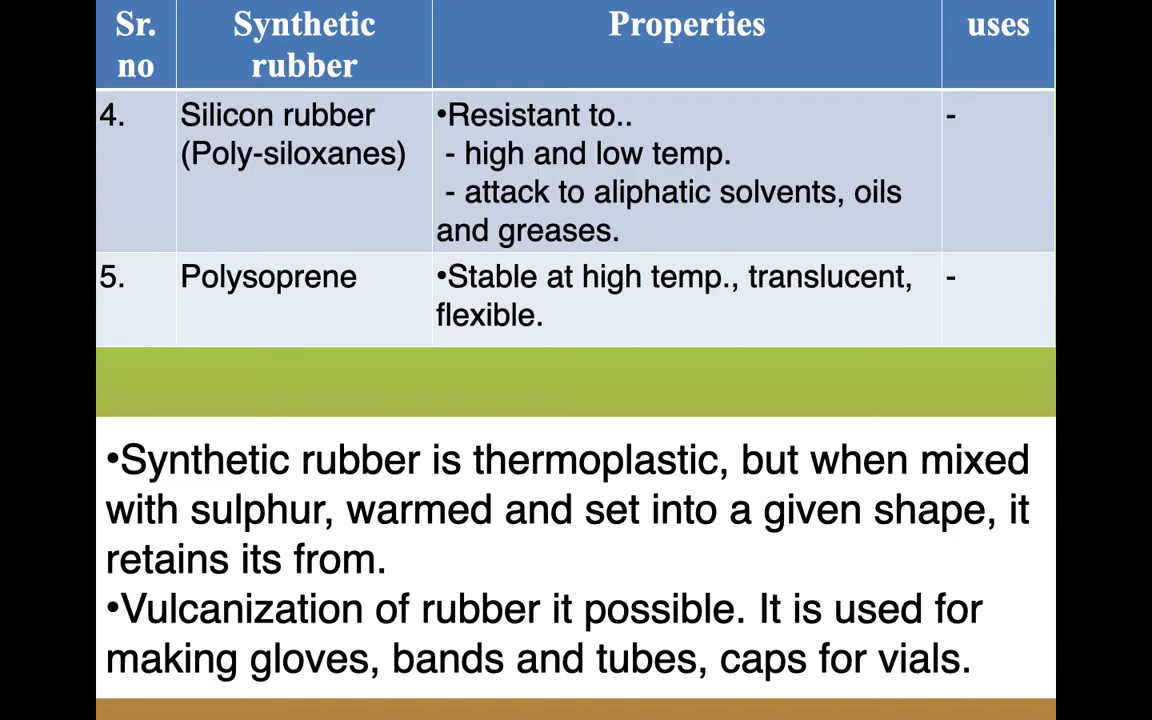 Sr. no Synthetic rubber Properties uses
4. Silicon rubber (Poly-siloxanes) •Resistant to.. -
- high and low temp.
- attack to aliphatic solvents, oils
and greases.
5. Polysoprene •Stable at high temp., translucent, -
flexible.
•Synthetic rubber is thermoplastic, but when mixed
with sulphur, warmed and set into a given shape, it
retains its from.
•Vulcanization of rubber it possible. It is used for
making gloves, bands and tubes, caps for vials.